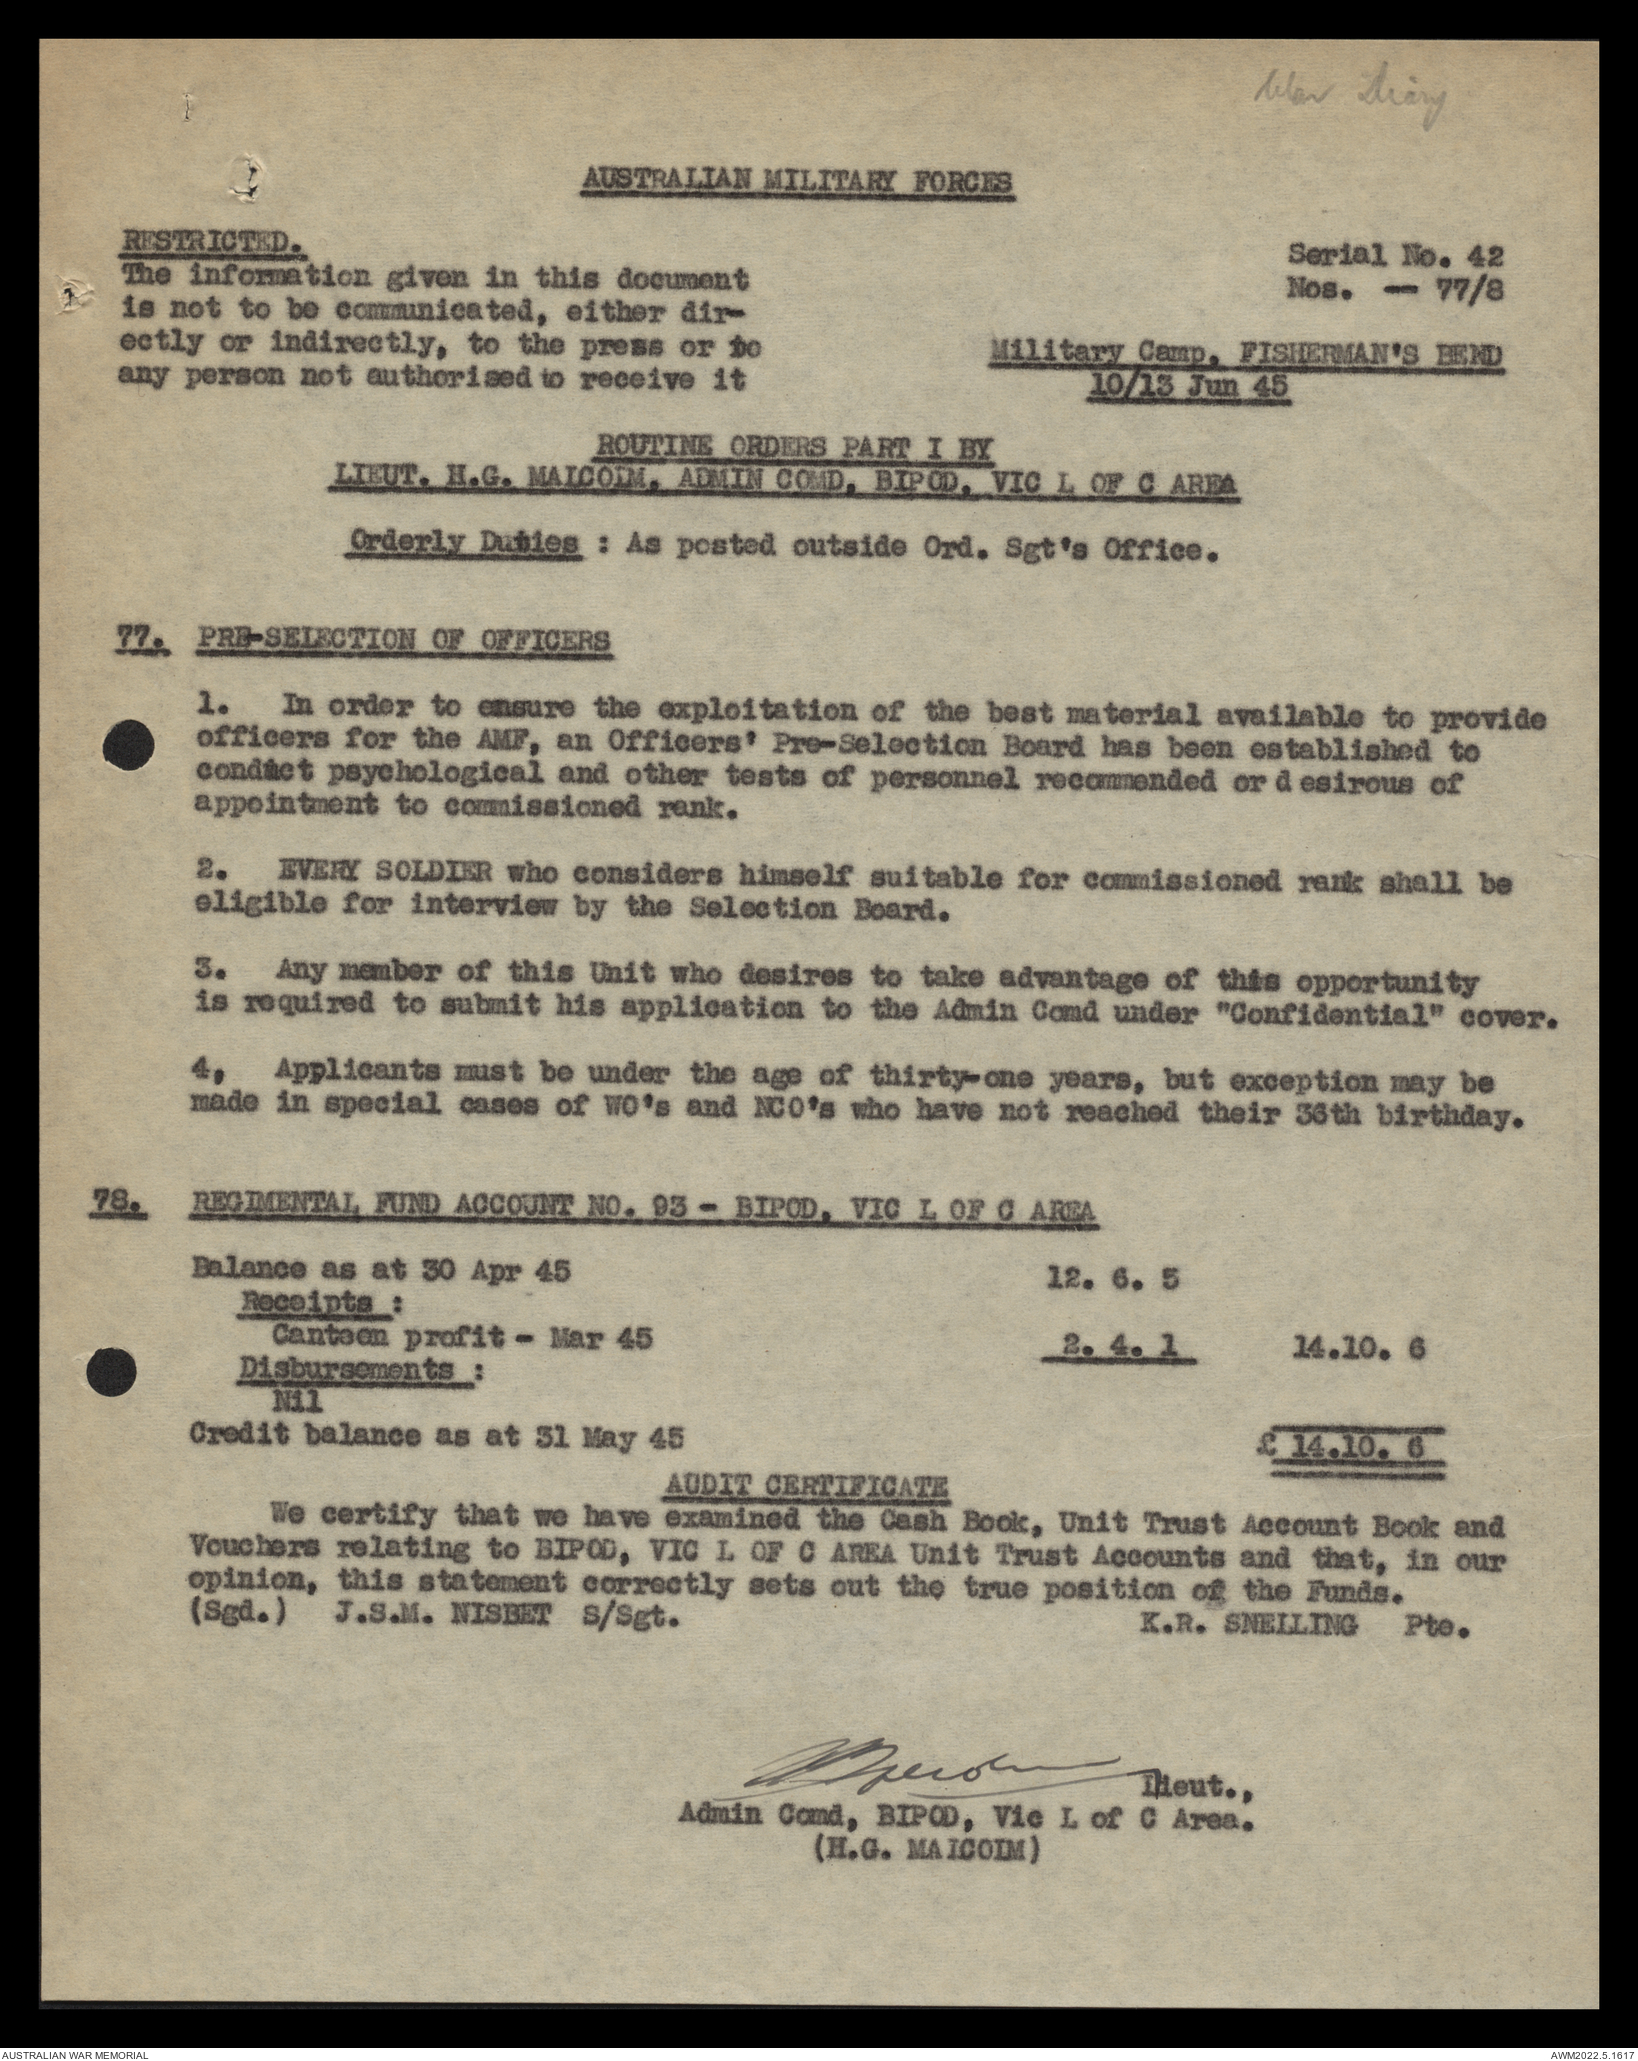 War Diary
AUSTRALIAN MILITARY FORCES
RESTRICTED.
The information given in this document
is not to be communicated, either dir-
ectly or indirectly, to the press or to
any person not authorised to receive it
Serial No. 42
Nos. — 77/8
Military Camp, FISHERMAN'S BEND
10/13 Jun 45
ROUTINE ORDERS PART I BY
LIEUT. H.G. MALCOLM, ADMIN COMD, BIPOD, VIC L OF C AREA
Orderly Duties : As posted outside Ord. Sgt's Office.
77. PRE-SELECTION OF OFFICERS
1. In order to ensure the exploitation of the best material available to provide
officers for the AMF, an Officers' Pre-Selection Board has been established to
conduct psychological and other tests of personnel recommended or d esirous of
appointment to commissioned rank.
2. EVERY SOLDIER who considers himself suitable for commissioned rank shall be
eligible for interview by the Selection Board.
3. Any member of this Unit who desires to take advantage of this opportunity
is required to submit his application to the Admin Comd under "Confidential" cover.
4, Applicants must be under the age of thirty-one years, but exception may be
made in special cases of WO's and NCO's who have not reached their 36th birthday.
78. REGIMENTAL FUND ACCOUNT NO. 93 - BIPOD, VIC L OF C AREA
Balance as at 30 Apr 45 12. 6. 5
Receipts :
Canteen profit - Mar 45 2. 4. 1 14.10. 6
Disbursements :
Nil
Credit balance as at 31 May 45 £ 14.10. 6
AUDIT CERTIFICATE
We certify that we have examined the Cash Book, Unit Trust Account Book and
Vouchers relating to BIPOD, VIC L OF C AREA Unit Trust Accounts and that, in our
opinion, this statement correctly sets out the true position of the Funds.
(Sgd.) J.S.M. NISBET S/Sgt. K.R. SNELLING Pte.
Lieut.,
Admin Comd, BIPOD, Vic L of C Area.
(H.G. MALCOLM)
AUSTRALIAN WAR MEMORIAL AWM2022.5.1617